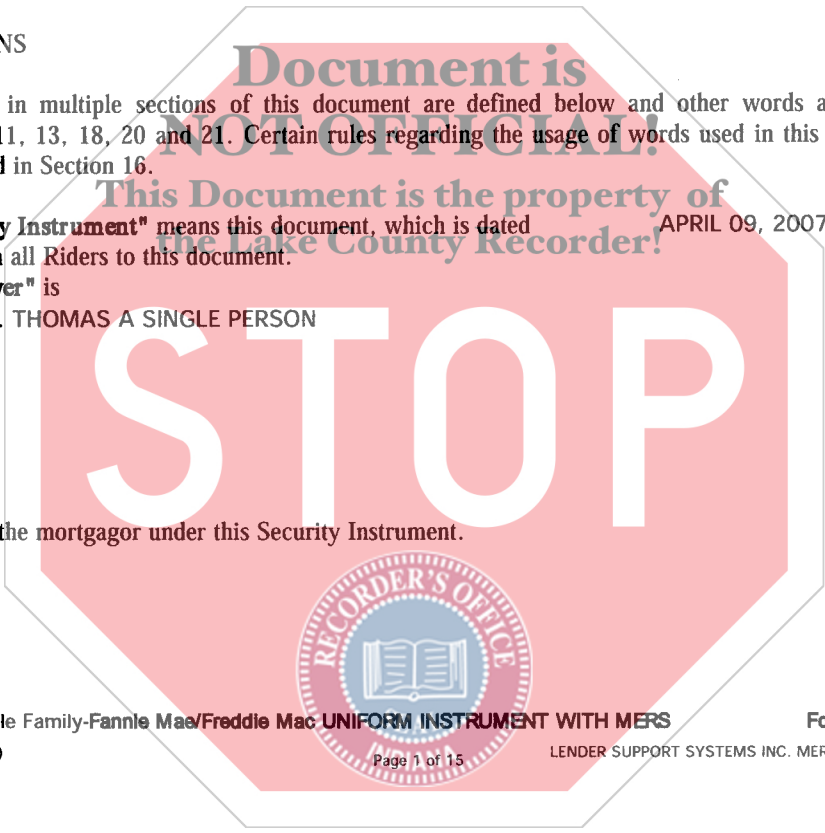 NS
Document is
in multiple sections of this document are defined below and other words a
11, 13, 18, 20 and 21. Certain rules regarding the usage of words used in this
NOT OFFICIAL!
in Section 16.
This Document is the property of
y Instrument" means this document, which is dated APRIL 09, 2007
the Lake County Recorder!
all Riders to this document.
er" is
. THOMAS A SINGLE PERSON
STOP
the mortgagor under this Security Instrument.
RECORDER'S OFFICE
le Family-Fannie Mae/Freddie Mac UNIFORM INSTRUMENT WITH MERS Fo
)
INDIANA
Page 1 of 15
LENDER SUPPORT SYSTEMS INC. MER